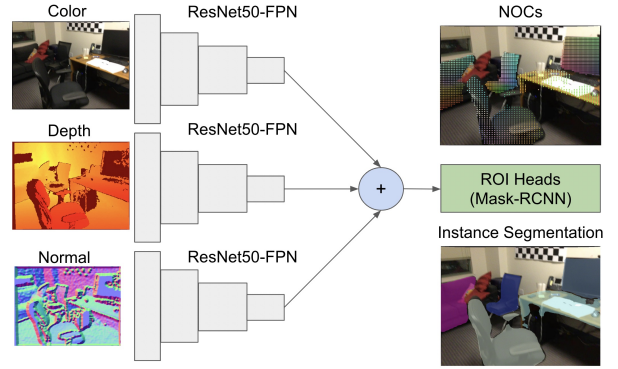 Color
ResNet50-FPN
NOCs
Depth
ResNet50-FPN
+
ROI Heads
(Mask-RCNN)
Normal
ResNet50-FPN
Instance Segmentation